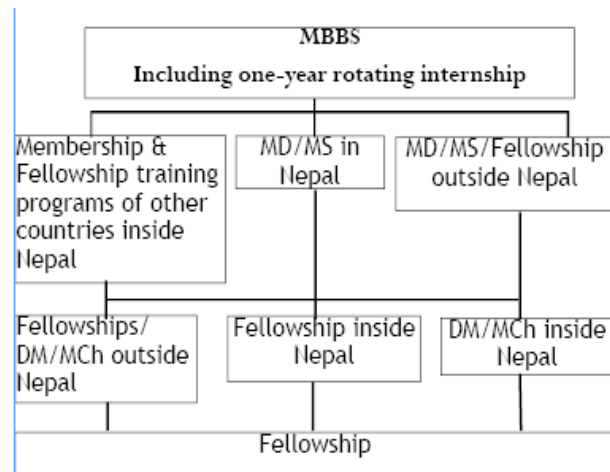 MBBS
Including one-year rotating internship
Membership &
Fellowship training
programs of other
countries inside
Nepal
MD/MS in
Nepal
MD/MS/Fellowship
outside Nepal
Fellowships/
DM/MCh outside
Nepal
Fellowship inside
Nepal
DM/MCh inside
Nepal
Fellowship